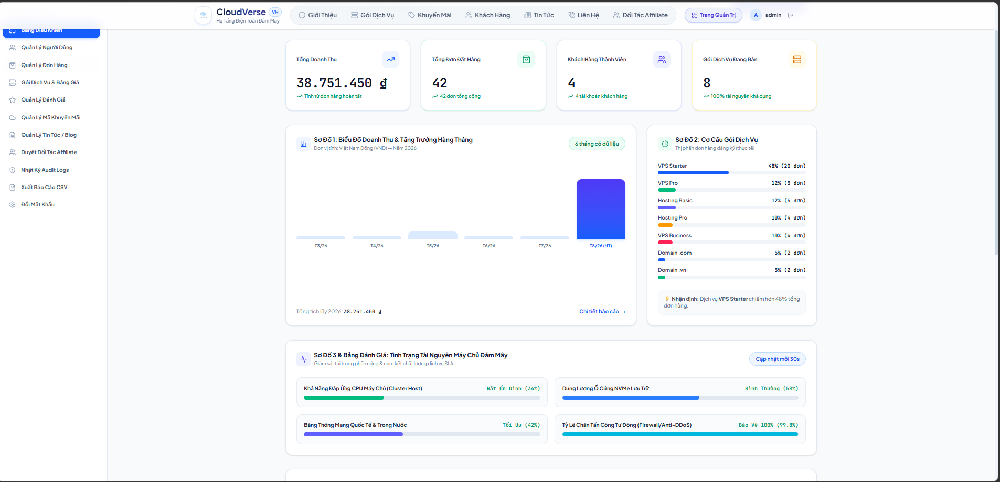 CloudVerse VN
Hạ Tầng Điện Toán Đám Mây
Giới Thiệu
Gói Dịch Vụ
Khuyến Mãi
Khách Hàng
Tin Tức
Liên Hệ
Đối Tác Affiliate
Trang Quản Trị
A admin
Bảng Điều Khiển
Quản Lý Người Dùng
Quản Lý Đơn Hàng
Gói Dịch Vụ & Bảng Giá
Quản Lý Đánh Giá
Quản Lý Mã Khuyến Mãi
Quản Lý Tin Tức / Blog
Duyệt Đối Tác Affiliate
Nhật Ký Audit Logs
Xuất Báo Cáo CSV
Đổi Mật Khẩu
Tổng Doanh Thu
38.751.450 ₫
Tính từ đơn hàng hoàn tất
Tổng Đơn Đặt Hàng
42
42 đơn tổng cộng
Khách Hàng Thành Viên
4
4 tài khoản khách hàng
Gói Dịch Vụ Đang Bán
8
100% tài nguyên khả dụng
Sơ Đồ 1: Biểu Đồ Doanh Thu & Tăng Trưởng Hàng Tháng
Đơn vị tính: Việt Nam Đồng (VNĐ) — Năm 2026
6 tháng có dữ liệu
T3/26
T4/26
T5/26
T6/26
T7/26
T8/26 (HT)
Tổng tích lũy 2026: 38.751.450 ₫
Chi tiết báo cáo →
Sơ Đồ 2: Cơ Cấu Gói Dịch Vụ
Thị phần đơn hàng đăng ký (thực tế)
VPS Starter 48% (20 đơn)
VPS Pro 12% (5 đơn)
Hosting Basic 12% (5 đơn)
Hosting Pro 10% (4 đơn)
VPS Business 10% (4 đơn)
Domain .com 5% (2 đơn)
Domain .vn 5% (2 đơn)
💡 Nhận định: Dịch vụ VPS Starter chiếm hơn 48% tổng
đơn hàng.
Sơ Đồ 3 & Bảng Đánh Giá: Tình Trạng Tài Nguyên Máy Chủ Đám Mây
Giám sát tải trọng phần cứng & cam kết chất lượng dịch vụ SLA
Cập nhật mỗi 30s
Khả Năng Đáp Ứng CPU Máy Chủ (Cluster Host) Rất Ổn Định (34%)
Dung Lượng Ổ Cứng NVMe Lưu Trữ Bình Thường (58%)
Băng Thông Mạng Quốc Tế & Trong Nước Tối Ưu (42%)
Tỷ Lệ Chặn Tấn Công Tự Động (Firewall/Anti-DDoS) Bảo Vệ 100% (99.8%)